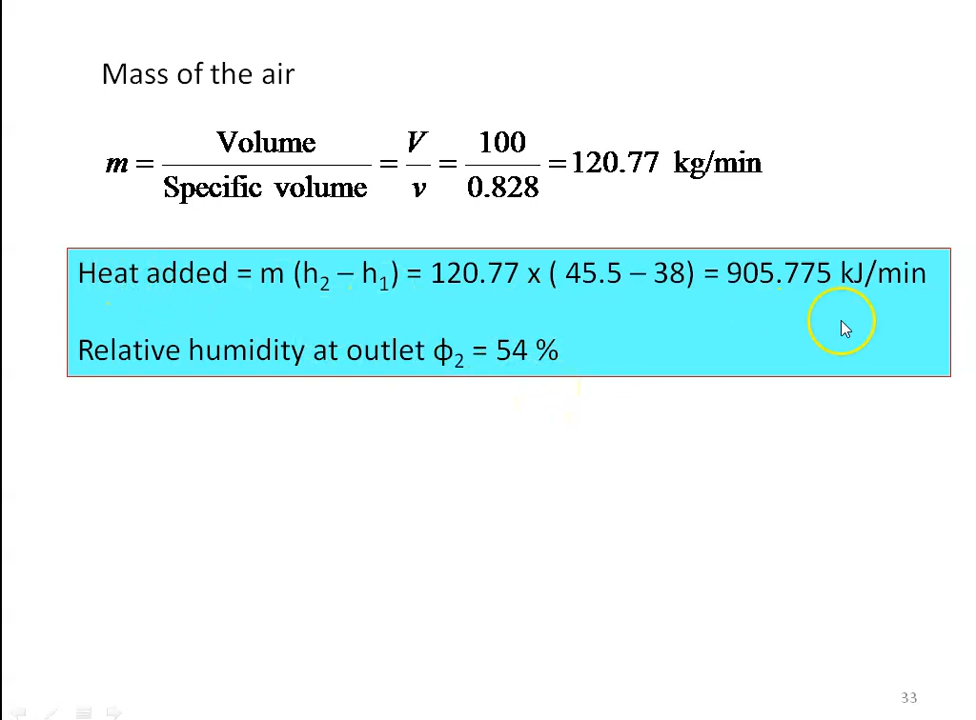 Mass of the air
m = Volume / Specific volume = V / v = 100 / 0.828 = 120.77 kg/min
Heat added = m (h₂ – h₁) = 120.77 x ( 45.5 – 38) = 905.775 kJ/min
Relative humidity at outlet ϕ₂ = 54 %
33